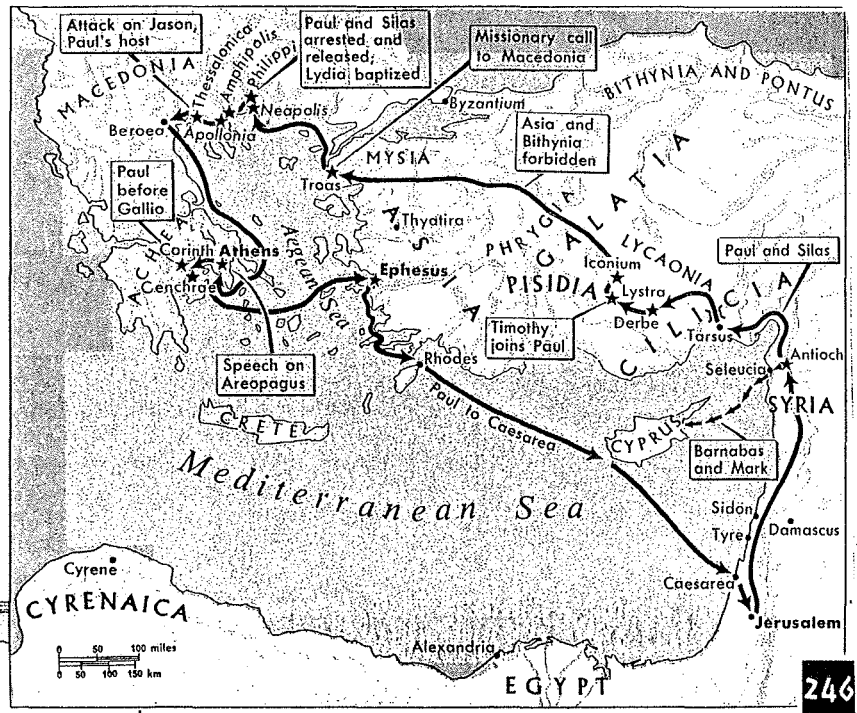 Attack on Jason,
Paul's host
Paul and Silas
arrested and
released;
Lydia baptized
Missionary call
to Macedonia
MACEDONIA
Thessalonica
Amphipolis
Philippi
Neapolis
Beroea
Apollonia
Byzantium
BITHYNIA AND PONTUS
Asia and
Bithynia
forbidden
MYSIA
Troas
Paul
before
Gallio
ACHEA
Corinth
Athens
Cenchrae
Aegean Sea
ASIA
Thyatira
PHRYGIA
GALATIA
LYCAONIA
Iconium
PISIDIA
Lystra
Derbe
Paul and Silas
CILICIA
Tarsus
Ephesus
Timothy
joins Paul
Antioch
Seleucia
SYRIA
Speech on
Areopagus
Rhodes
Paul to Caesarea
CRETE
CYPRUS
Barnabas
and Mark
Mediterranean Sea
Sidon
Tyre
Damascus
Cyrene
CYRENAICA
Caesarea
Jerusalem
0 50 100 miles
0 50 100 150 km
Alexandria
EGYPT
246